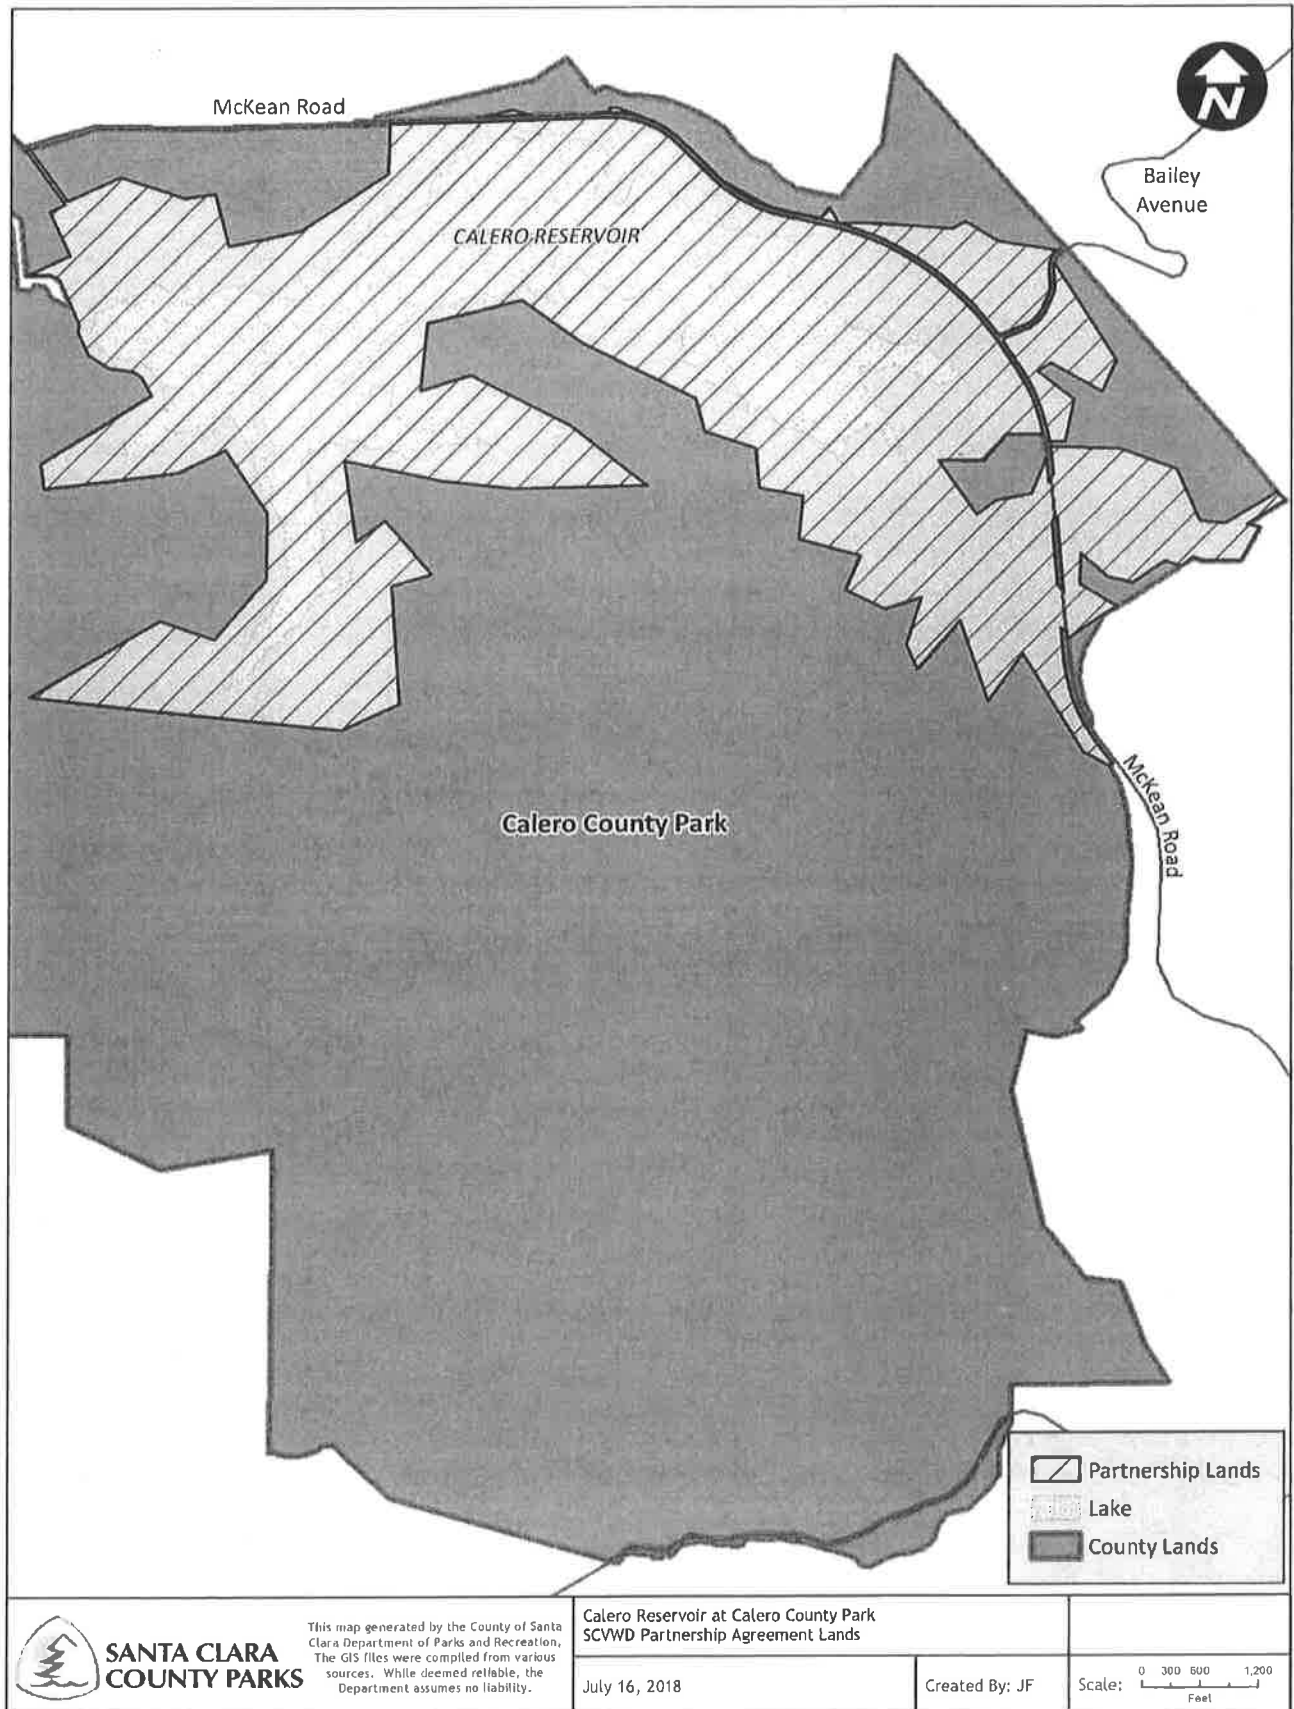 McKean Road
N
Bailey
Avenue
CALERO RESERVOIR
Calero County Park
McKean Road
Partnership Lands
Lake
County Lands
SANTA CLARA
COUNTY PARKS
This map generated by the County of Santa
Clara Department of Parks and Recreation,
The GIS files were compiled from various
sources. While deemed reliable, the
Department assumes no liability.
Calero Reservoir at Calero County Park
SCVWD Partnership Agreement Lands
July 16, 2018
Created By: JF
Scale:
0 300 600 1,200
Feet